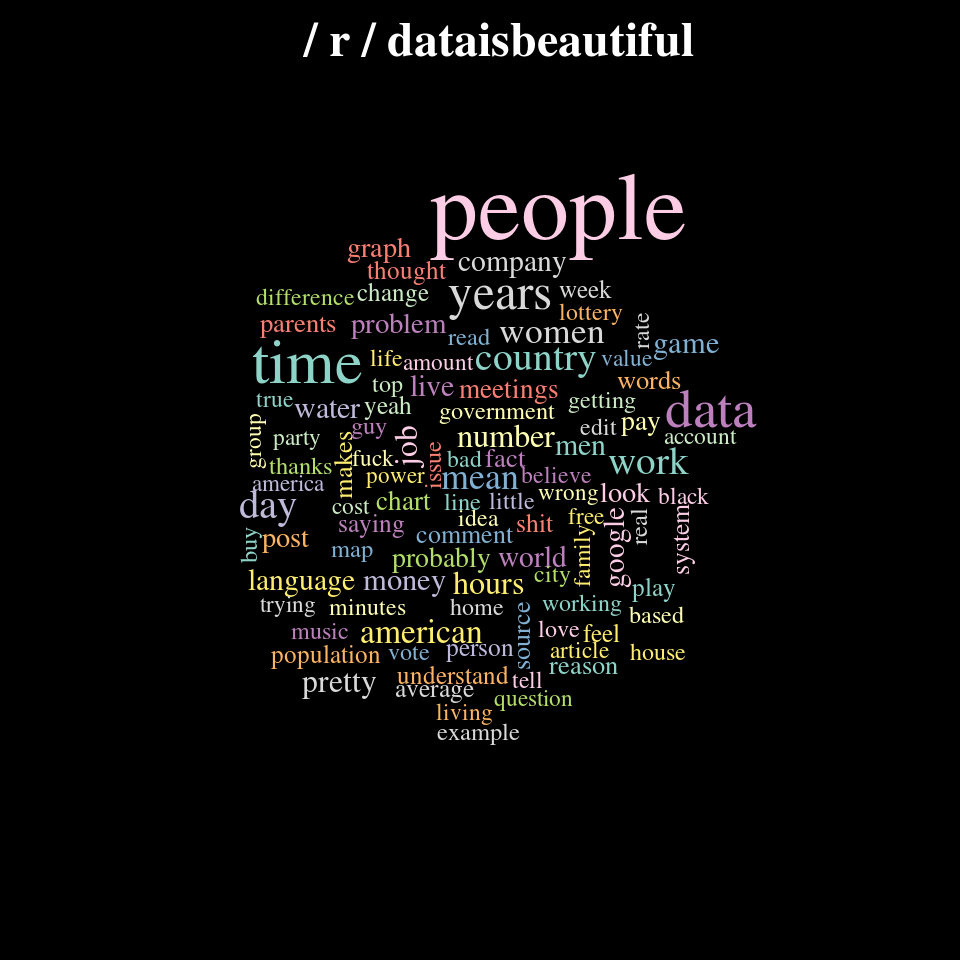 / r / dataisbeautiful
people
graph
company
thought
years
week
difference
change
lottery
parents
problem
read
women
rate
game
time
life
amount
country
value
top
live
meetings
words
true
water
yeah
government
getting
data
group
party
guy
job
number
men
edit
pay
account
thanks
makes
fuck
issue
bad
fact
work
america
power
mean
believe
day
cost
chart
line
little
wrong
look
black
saying
idea
shit
free
real
system
buy
post
map
comment
google
probably
world
family
language
money
hours
city
play
trying
minutes
home
source
working
based
music
american
love
feel
population
vote
person
article
house
pretty
average
understand
tell
reason
living
question
example